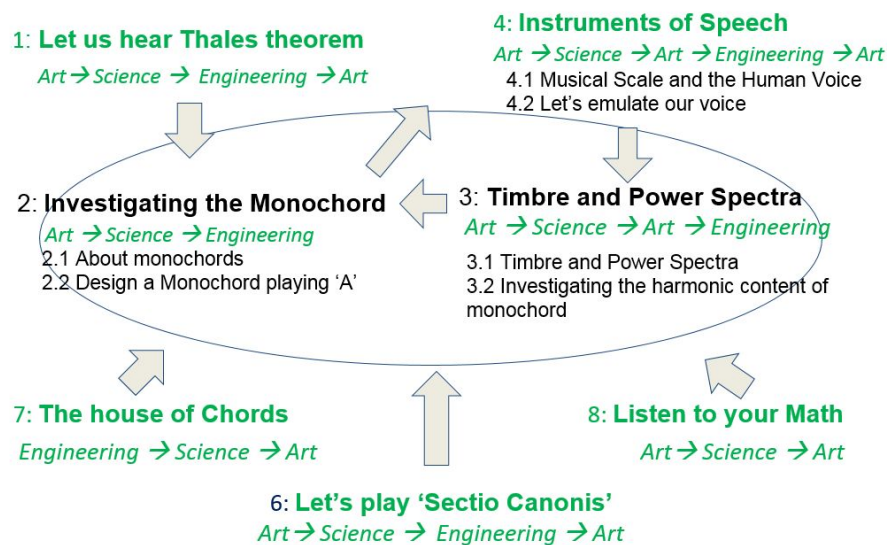 1: Let us hear Thales theorem
Art → Science → Engineering → Art
4: Instruments of Speech
Art → Science → Art → Engineering → Art
4.1 Musical Scale and the Human Voice
4.2 Let's emulate our voice
2: Investigating the Monochord
Art → Science → Engineering
2.1 About monochords
2.2 Design a Monochord playing ‘A’
3: Timbre and Power Spectra
Art → Science → Art → Engineering
3.1 Timbre and Power Spectra
3.2 Investigating the harmonic content of
monochord
7: The house of Chords
Engineering → Science → Art
8: Listen to your Math
Art → Science → Art
6: Let's play ‘Sectio Canonis’
Art → Science → Engineering → Art